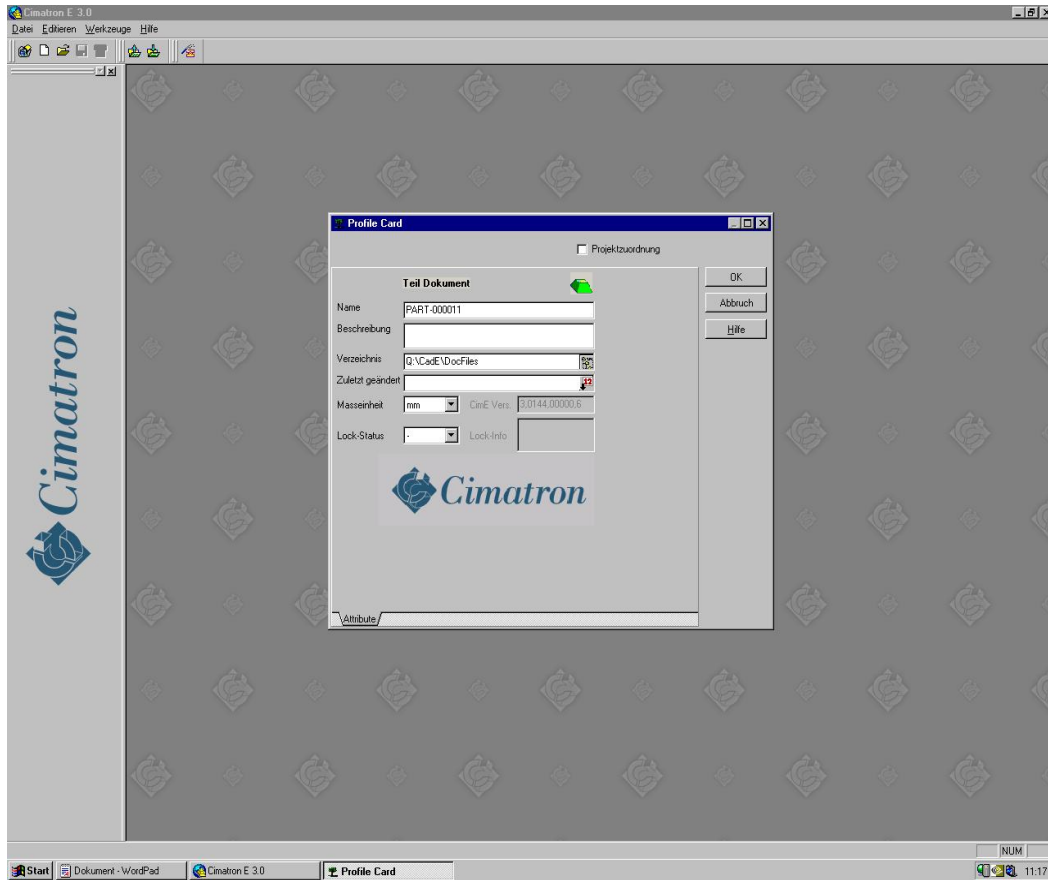 Cimatron E 3.0
Datei Editieren Werkzeuge Hilfe
Cimatron
Profile Card
Projektzuordnung
Teil Dokument
OK
Name PART-000011
Abbruch
Beschreibung
Hilfe
Verzeichnis Q:\CadE\DocFiles
Zuletzt geändert 12
Masseinheit mm CimE Vers. 3,0144,00000,6
Lock-Status - Lock-Info
Cimatron
Attribute
NUM
Start Dokument - WordPad Cimatron E 3.0 Profile Card 11:17